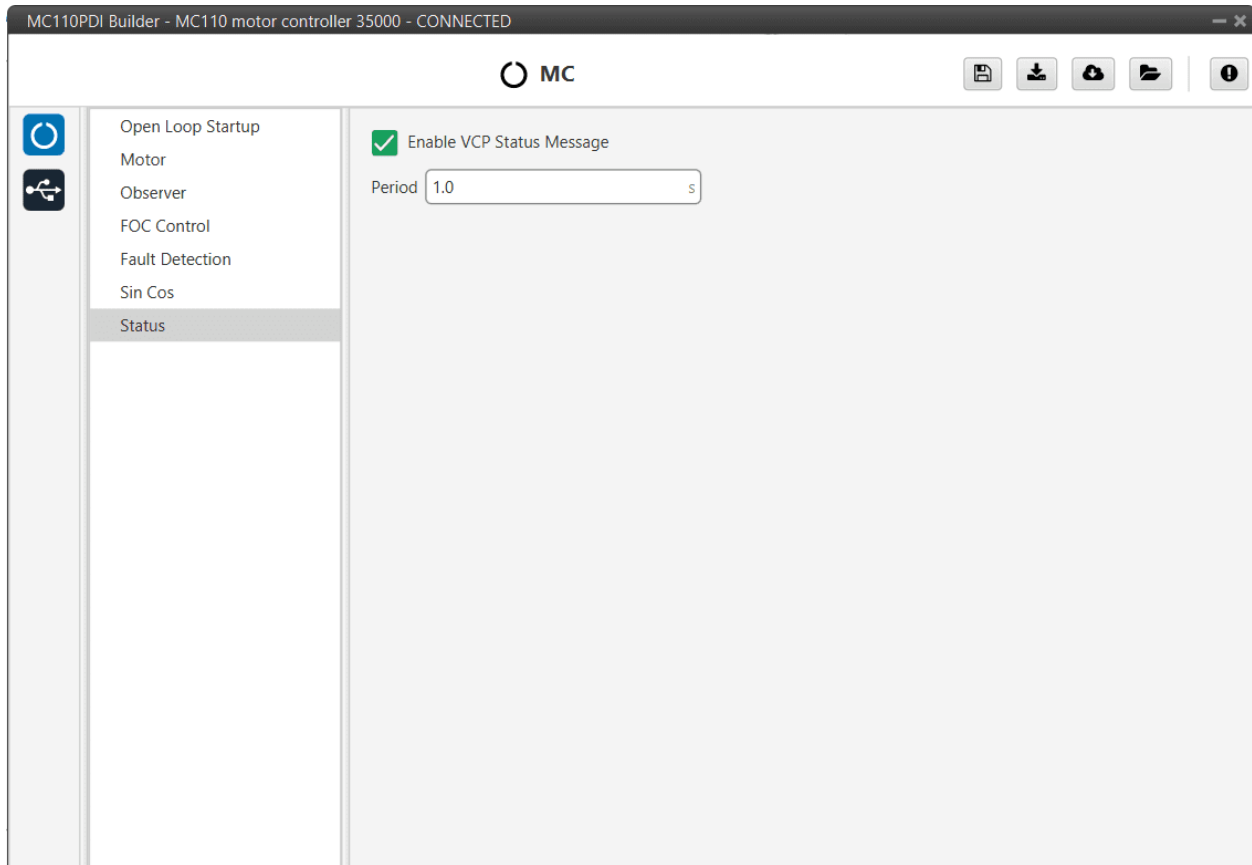 MC110PDI Builder - MC110 motor controller 35000 - CONNECTED
MC
Open Loop Startup
Motor
Observer
FOC Control
Fault Detection
Sin Cos
Status
Enable VCP Status Message
Period 1.0 s